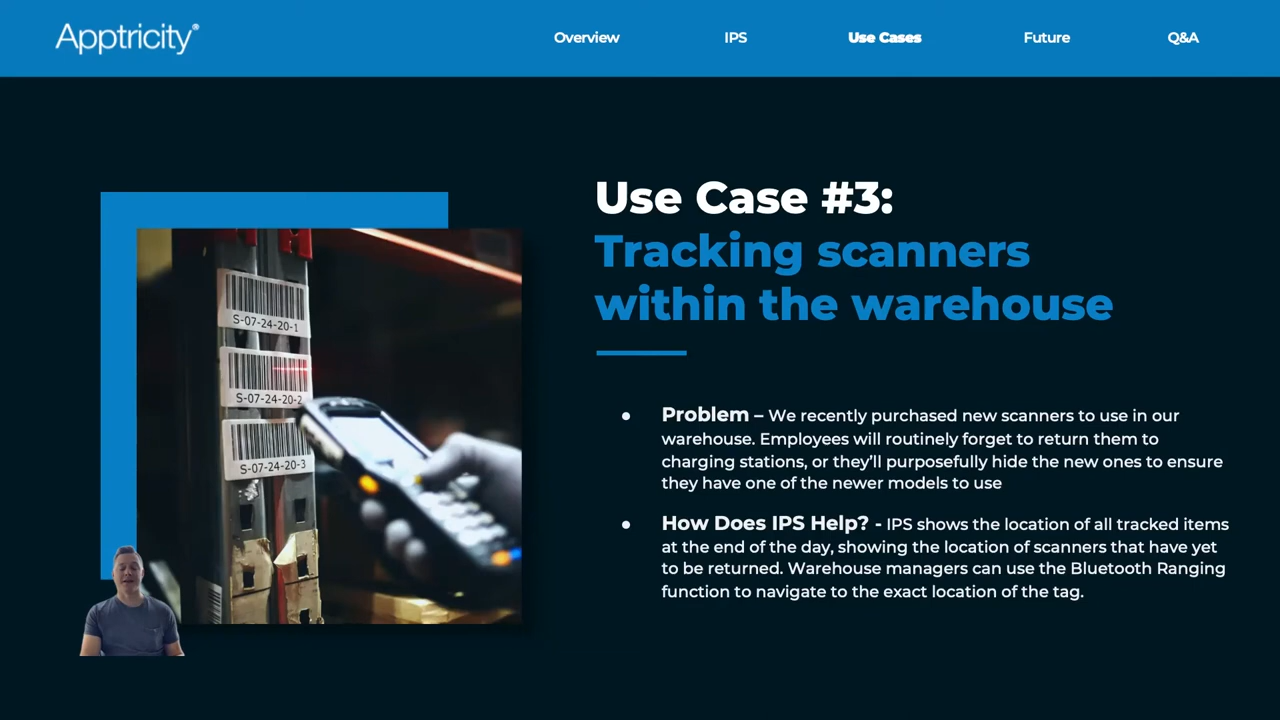 Apptricity®
Overview
IPS
Use Cases
Future
Q&A
Use Case #3:
Tracking scanners
within the warehouse
S-07-24-20-1
S-07-24-20-2
S-07-24-20-3
● Problem – We recently purchased new scanners to use in our
warehouse. Employees will routinely forget to return them to
charging stations, or they’ll purposefully hide the new ones to ensure
they have one of the newer models to use
● How Does IPS Help? - IPS shows the location of all tracked items
at the end of the day, showing the location of scanners that have yet
to be returned. Warehouse managers can use the Bluetooth Ranging
function to navigate to the exact location of the tag.